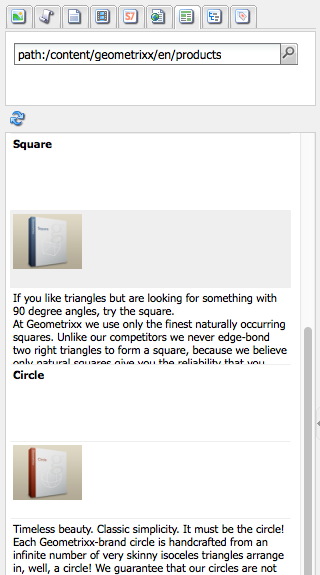 path:/content/geometrixx/en/products
Square
If you like triangles but are looking for something with
90 degree angles, try the square.
At Geometrixx we use only the finest naturally occurring
squares. Unlike our competitors we never edge-bond
two right triangles to form a square, because we believe
only natural squares give you the reliability that you
Circle
Timeless beauty. Classic simplicity. It must be the circle!
Each Geometrixx-brand circle is handcrafted from an
infinite number of very skinny isoceles triangles arrange
in, well, a circle! We guarantee that our circles are not